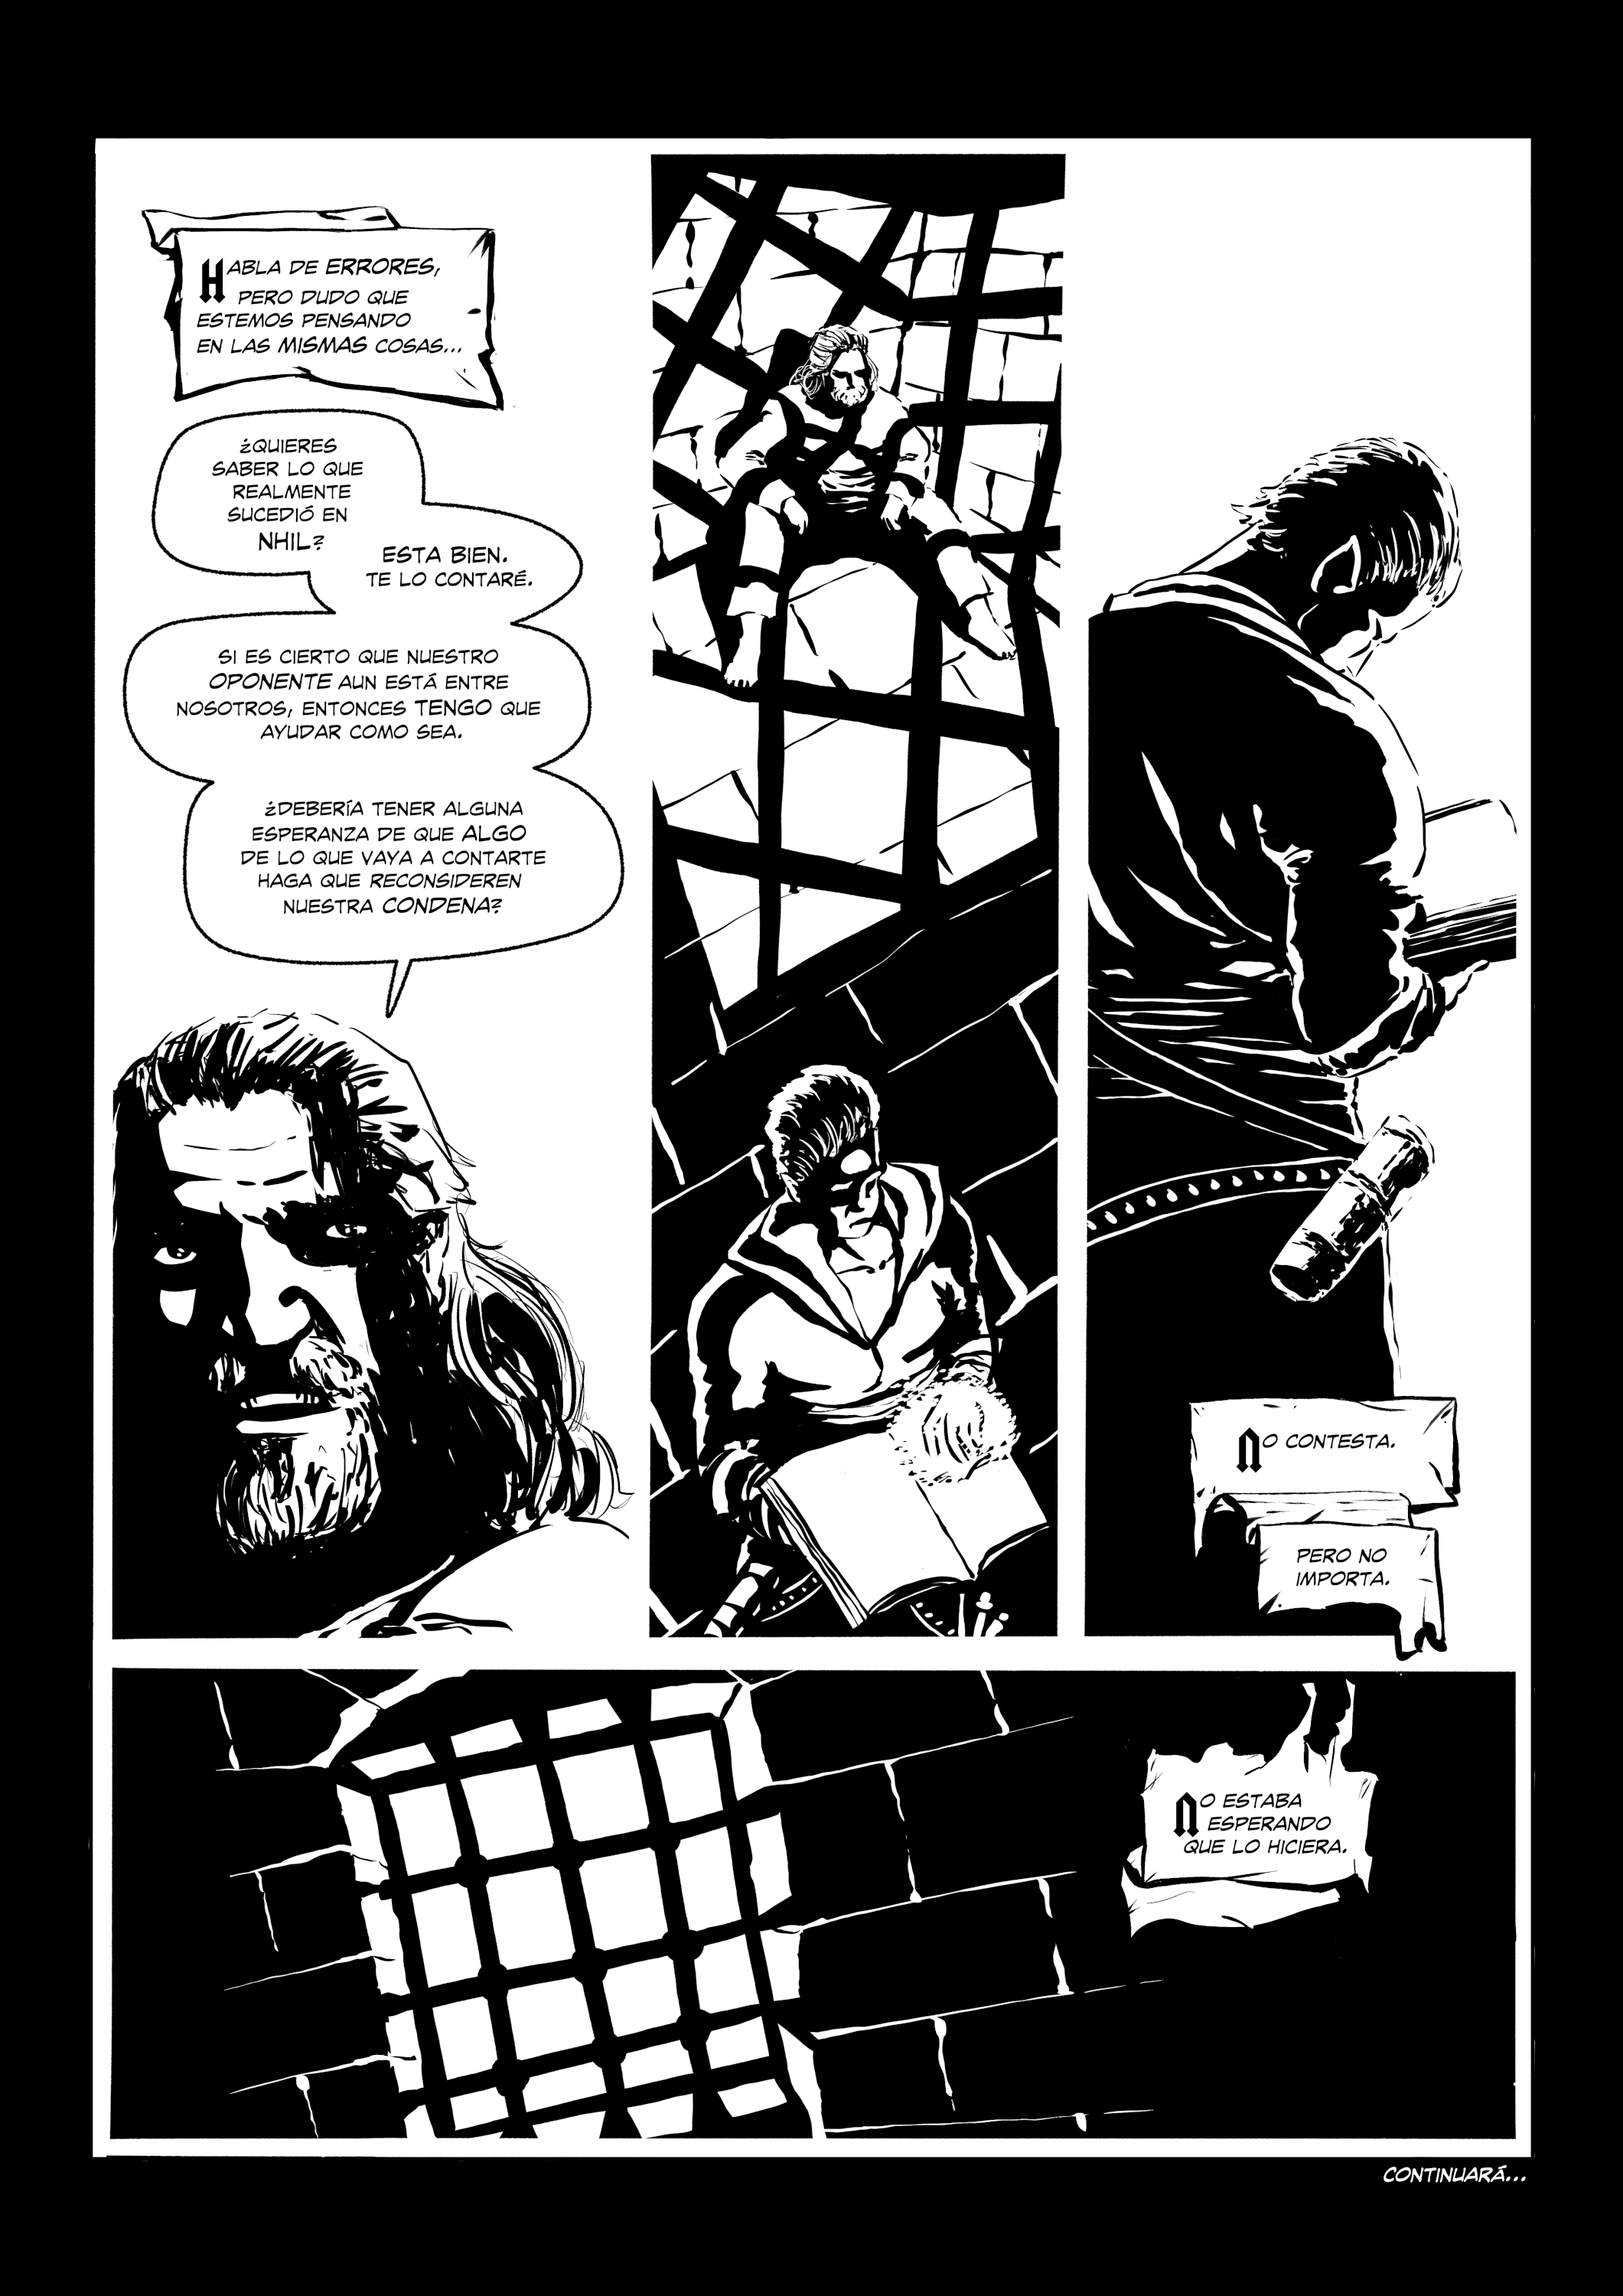 HABLA DE ERRORES,
PERO DUDO QUE
ESTEMOS PENSANDO
EN LAS MISMAS COSAS...
¿QUIERES
SABER LO QUE
REALMENTE
SUCEDIÓ EN
NHIL?
ESTA BIEN.
TE LO CONTARÉ.
SI ES CIERTO QUE NUESTRO
OPONENTE AUN ESTÁ ENTRE
NOSOTROS, ENTONCES TENGO QUE
AYUDAR COMO SEA.
¿DEBERÍA TENER ALGUNA
ESPERANZA DE QUE ALGO
DE LO QUE VAYA A CONTARTE
HAGA QUE RECONSIDEREN
NUESTRA CONDENA?
NO CONTESTA.
PERO NO
IMPORTA.
NO ESTABA
ESPERANDO
QUE LO HICIERA.
CONTINUARÁ...